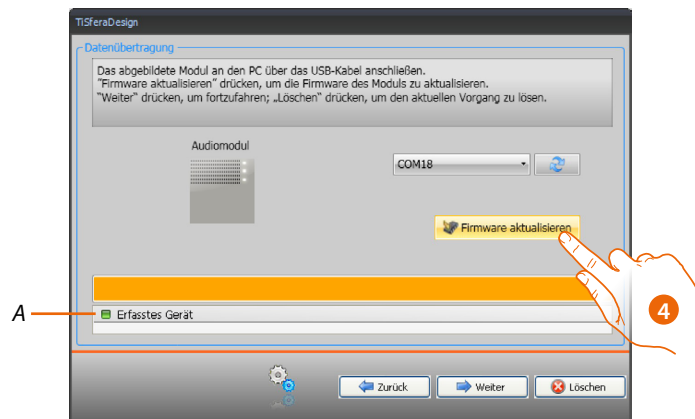 TiSferaDesign
Datenübertragung
Das abgebildete Modul an den PC über das USB-Kabel anschließen.
"Firmware aktualisieren" drücken, um die Firmware des Moduls zu aktualisieren.
"Weiter" drücken, um fortzufahren; „Löschen" drücken, um den aktuellen Vorgang zu lösen.
Audiomodul
COM18
Firmware aktualisieren
4
A
Erfasstes Gerät
Zurück
Weiter
Löschen